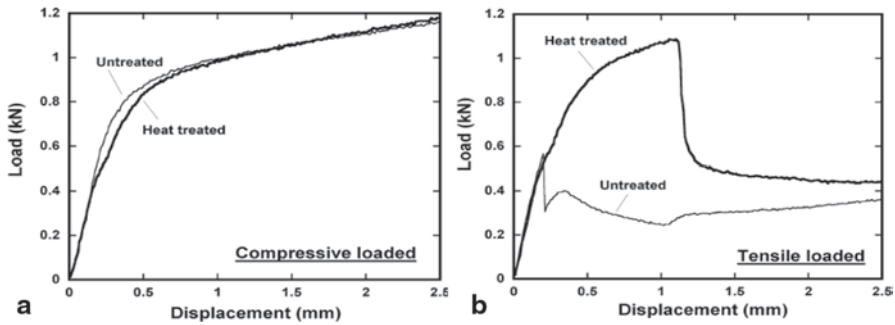 1.2
1
0.8
0.6
0.4
0.2
0
Load (kN)
Untreated
Heat treated
Compressive loaded
0
0.5
1
1.5
2
2.5
Displacement (mm)
a
1.2
1
0.8
0.6
0.4
0.2
0
Load (kN)
Heat treated
Untreated
Tensile loaded
0
0.5
1
1.5
2
2.5
Displacement (mm)
b